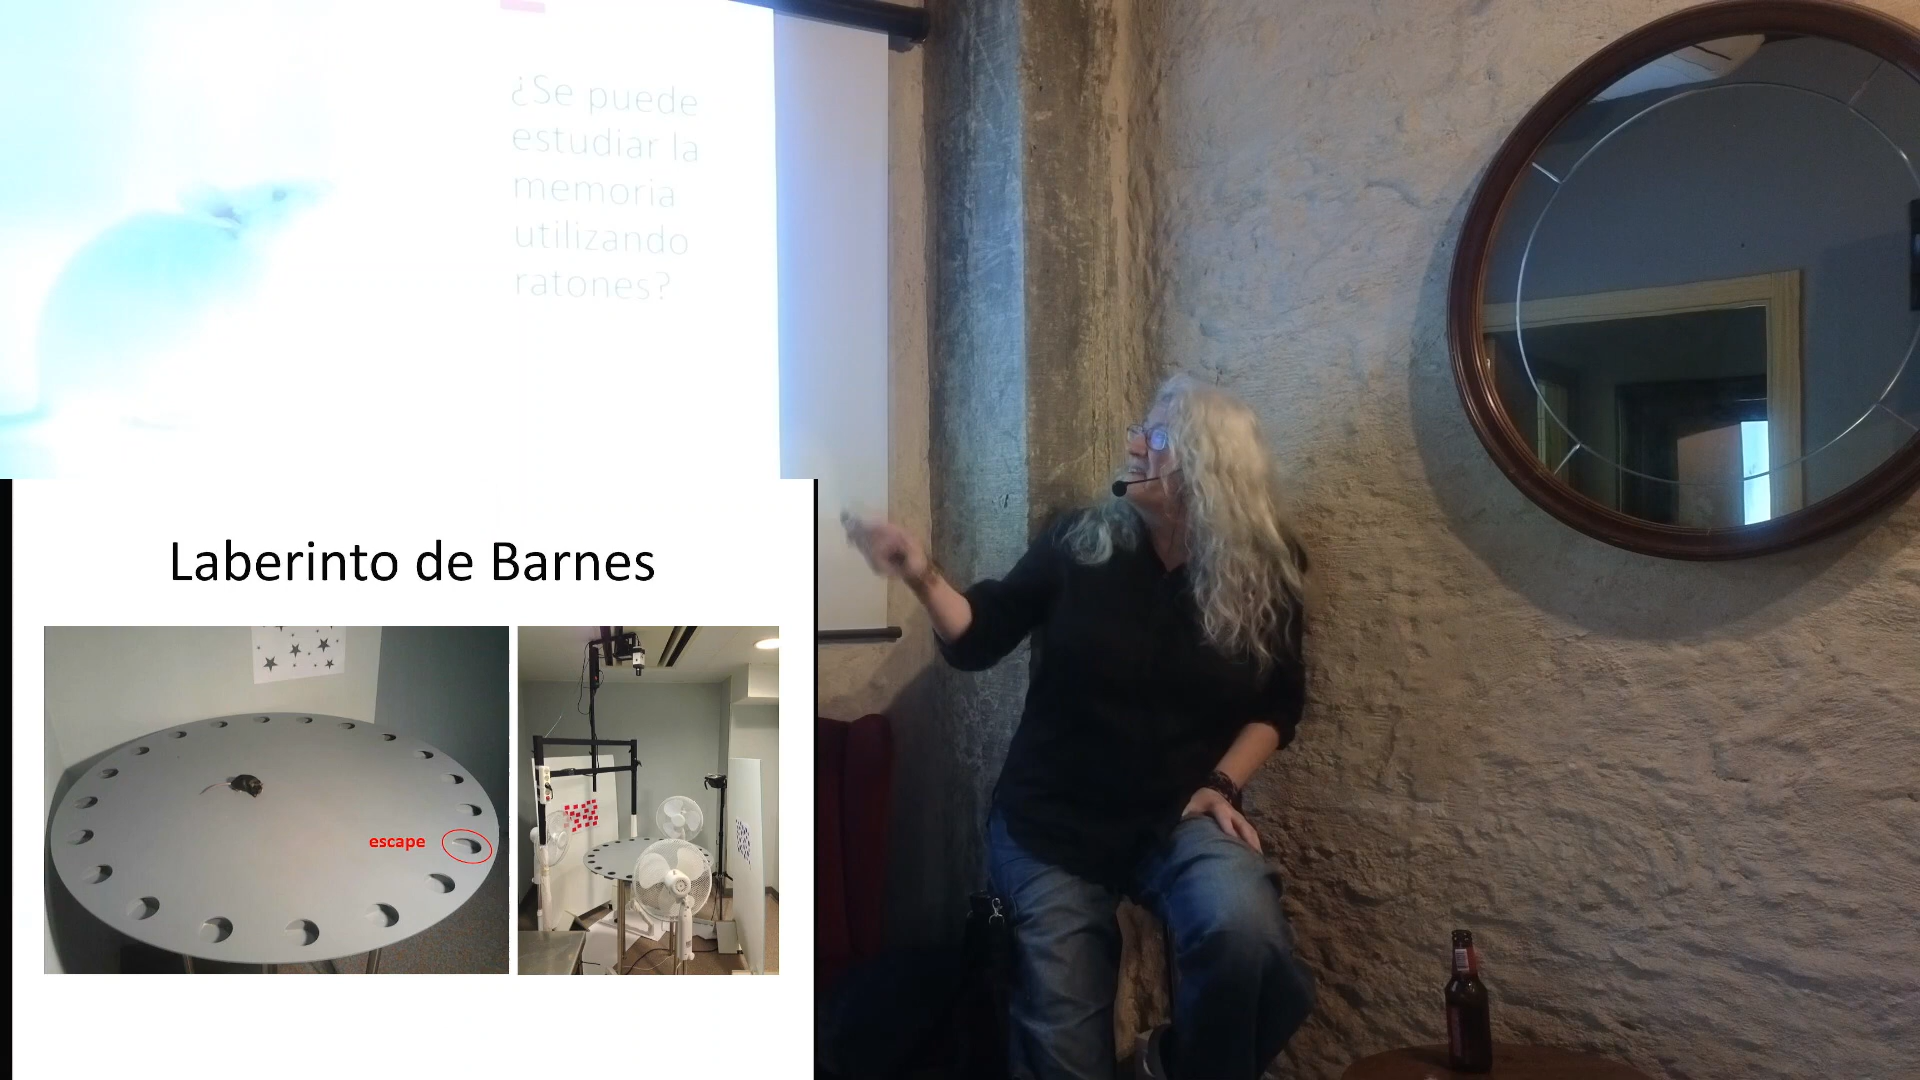 ¿Se puede
estudiar la
memoria
utilizando
ratones?
Laberinto de Barnes
escape